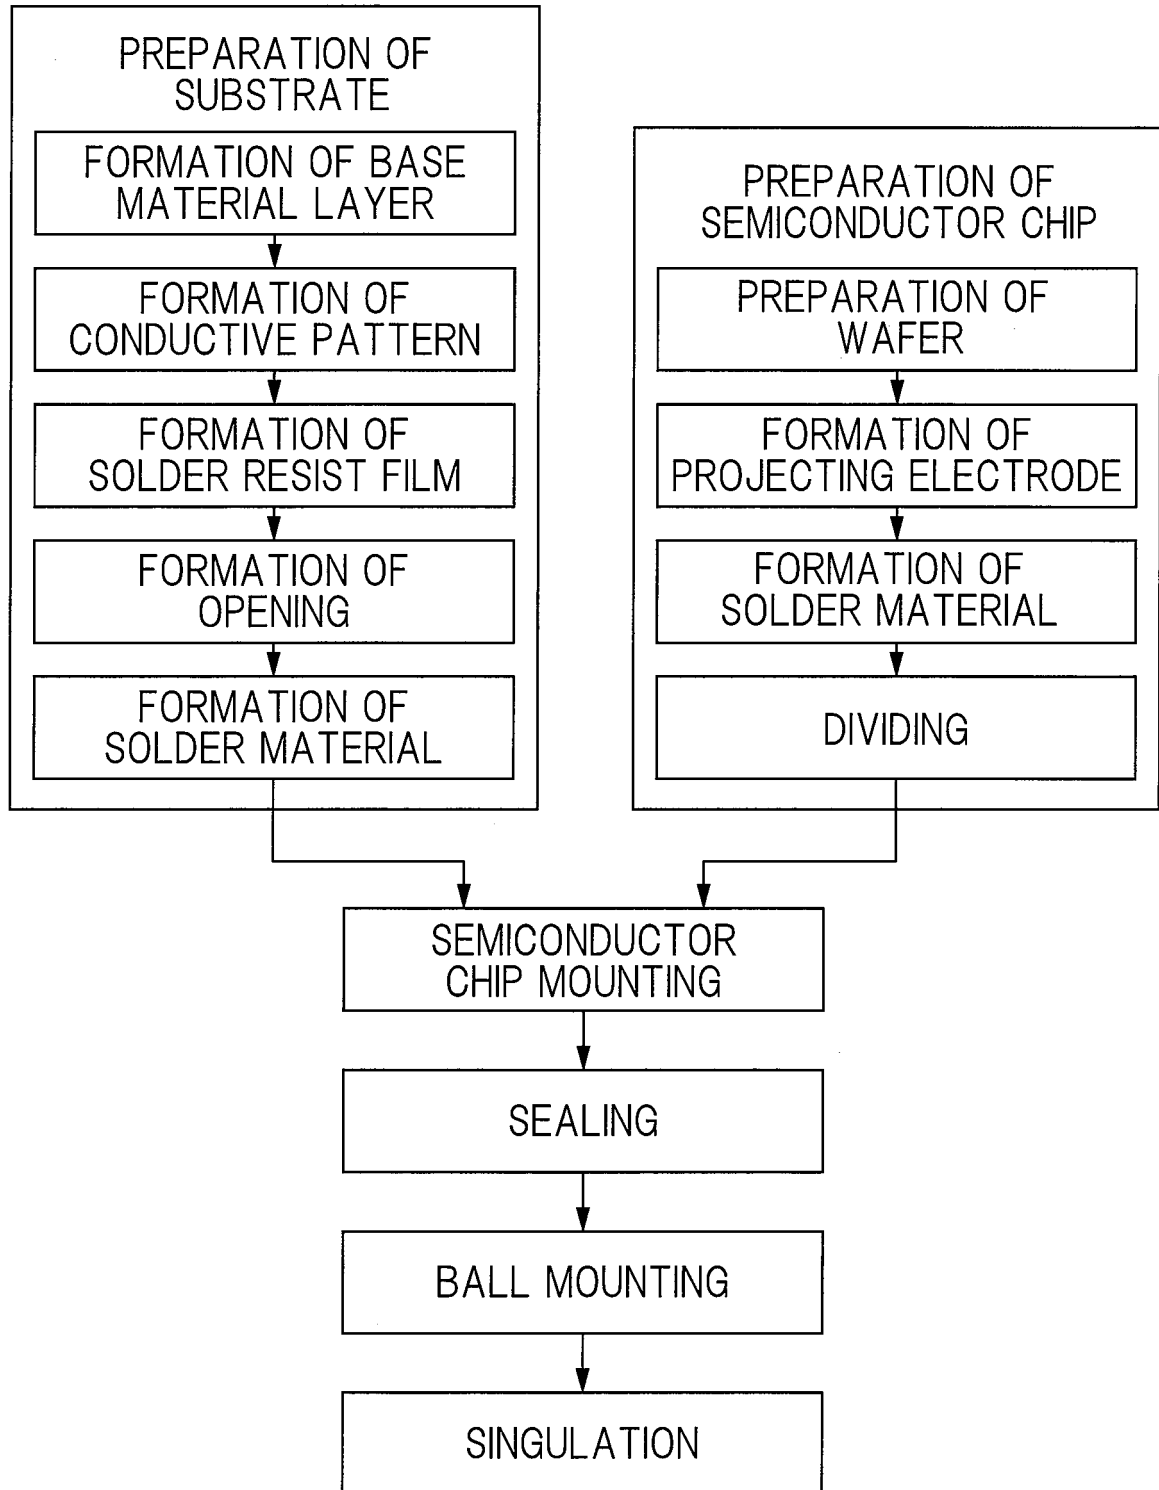 PREPARATION OF
SUBSTRATE
FORMATION OF BASE
MATERIAL LAYER
FORMATION OF
CONDUCTIVE PATTERN
FORMATION OF
SOLDER RESIST FILM
FORMATION OF
OPENING
FORMATION OF
SOLDER MATERIAL
PREPARATION OF
SEMICONDUCTOR CHIP
PREPARATION OF
WAFER
FORMATION OF
PROJECTING ELECTRODE
FORMATION OF
SOLDER MATERIAL
DIVIDING
SEMICONDUCTOR
CHIP MOUNTING
SEALING
BALL MOUNTING
SINGULATION